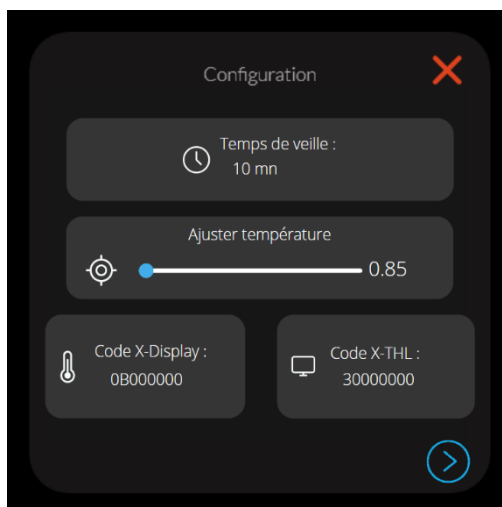 Configuration
Temps de veille :
10 mn
Ajuster température
0.85
Code X-Display :
0B000000
Code X-THL :
30000000